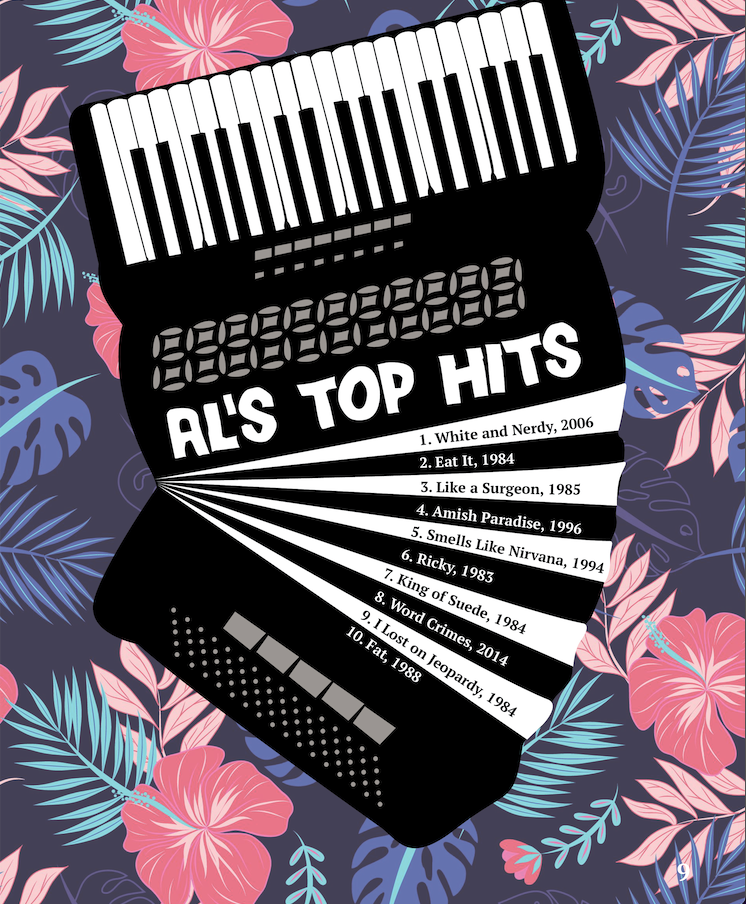 AL'S TOP HITS
1. White and Nerdy, 2006
2. Eat It, 1984
3. Like a Surgeon, 1985
4. Amish Paradise, 1996
5. Smells Like Nirvana, 1994
6. Ricky, 1983
7. King of Suede, 1984
8. Word Crimes, 2014
9. I Lost on Jeopardy, 1984
10. Fat, 1988
9